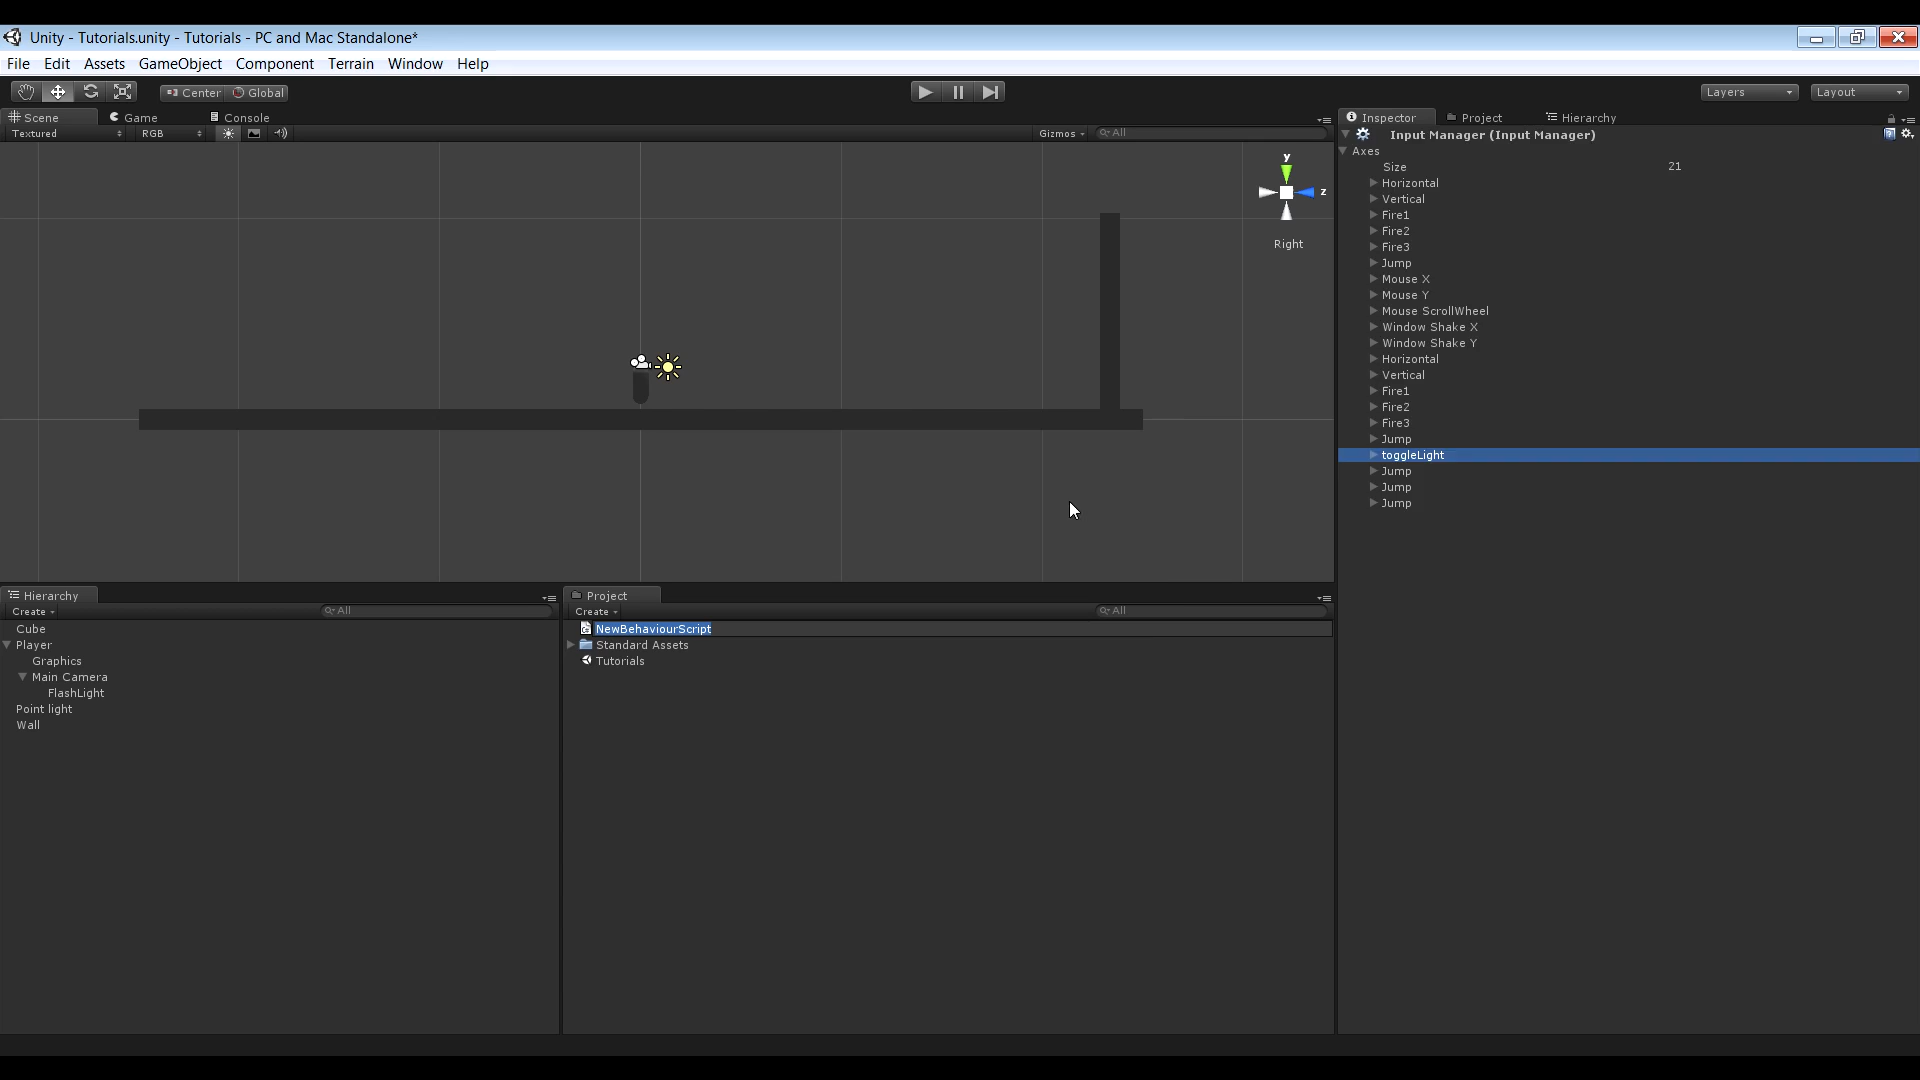 Unity - Tutorials.unity - Tutorials - PC and Mac Standalone*
File Edit Assets GameObject Component Terrain Window Help
Center Global Layers Layout
Scene Game Console
Textured RGB Gizmos All
y
z
Right
Inspector Project Hierarchy
Input Manager (Input Manager)
Axes
Size 21
Horizontal
Vertical
Fire1
Fire2
Fire3
Jump
Mouse X
Mouse Y
Mouse ScrollWheel
Window Shake X
Window Shake Y
Horizontal
Vertical
Fire1
Fire2
Fire3
Jump
toggleLight
Jump
Jump
Jump
Hierarchy
Create All
Cube
Player
Graphics
Main Camera
FlashLight
Point light
Wall
Project
Create All
NewBehaviourScript
Standard Assets
Tutorials